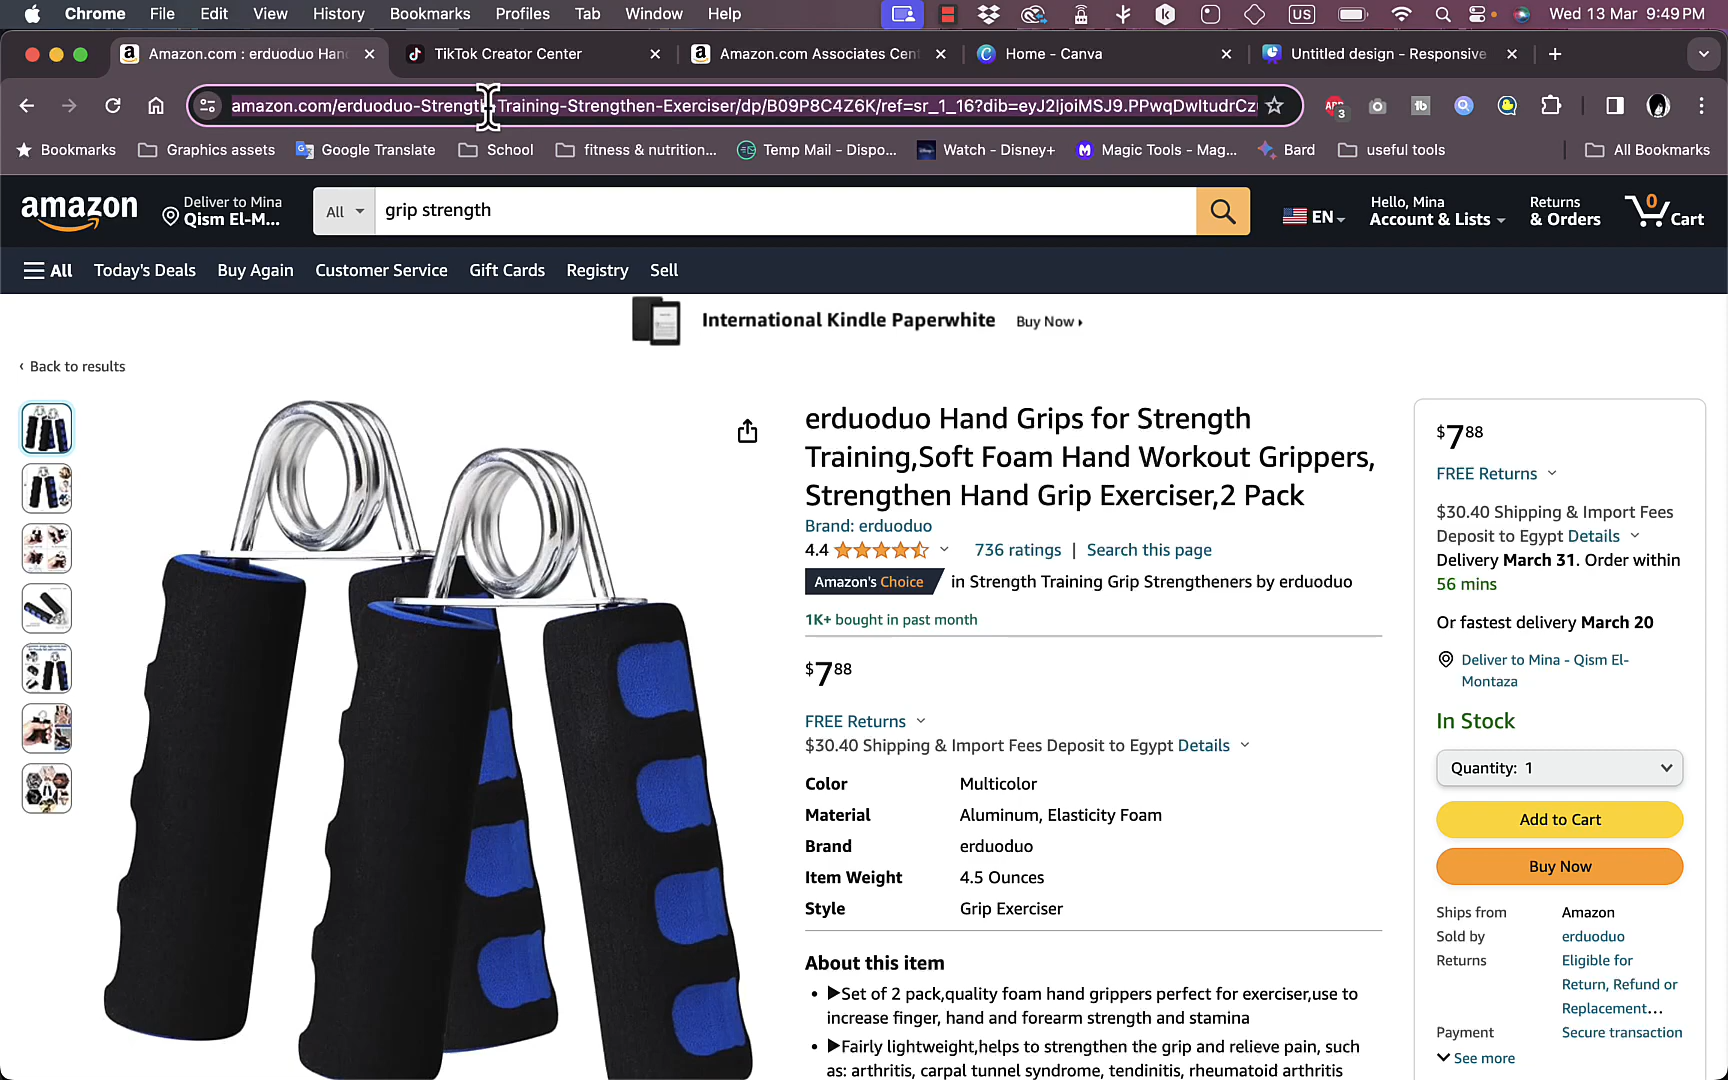 Chrome File Edit View History Bookmarks Profiles Tab Window Help US Wed 13 Mar 9:49 PM
Amazon.com : erduoduo Han TikTok Creator Center Amazon.com Associates Cen Home - Canva Untitled design - Responsive
amazon.com/erduoduo-Strength-Training-Strengthen-Exerciser/dp/B09P8C4Z6K/ref=sr_1_16?dib=eyJ2IjoiMSJ9.PPwqDwItudrCz 3
Bookmarks Graphics assets Google Translate School fitness & nutrition... Temp Mail - Dispo... Watch - Disney+ Magic Tools - Mag... Bard useful tools All Bookmarks
amazon
Deliver to Mina
Qism El-M...
All grip strength
EN
Hello, Mina
Account & Lists
Returns
& Orders
0
Cart
All Today's Deals Buy Again Customer Service Gift Cards Registry Sell
International Kindle Paperwhite Buy Now
‹ Back to results
erduoduo Hand Grips for Strength
Training,Soft Foam Hand Workout Grippers,
Strengthen Hand Grip Exerciser,2 Pack
Brand: erduoduo
4.4 736 ratings | Search this page
Amazon's Choice in Strength Training Grip Strengtheners by erduoduo
1K+ bought in past month
$7 88
FREE Returns
$30.40 Shipping & Import Fees Deposit to Egypt Details
Color Multicolor
Material Aluminum, Elasticity Foam
Brand erduoduo
Item Weight 4.5 Ounces
Style Grip Exerciser
About this item
• ▶Set of 2 pack,quality foam hand grippers perfect for exerciser,use to
increase finger, hand and forearm strength and stamina
• ▶Fairly lightweight,helps to strengthen the grip and relieve pain, such
as: arthritis, carpal tunnel syndrome, tendinitis, rheumatoid arthritis
$7 88
FREE Returns
$30.40 Shipping & Import Fees
Deposit to Egypt Details
Delivery March 31. Order within
56 mins
Or fastest delivery March 20
Deliver to Mina - Qism El-
Montaza
In Stock
Quantity: 1
Add to Cart
Buy Now
Ships from Amazon
Sold by erduoduo
Returns Eligible for
Return, Refund or
Replacement...
Payment Secure transaction
See more